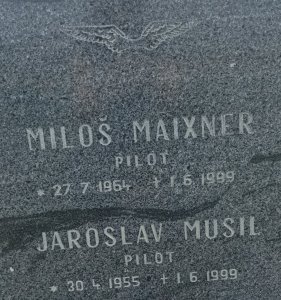 MILOŠ MAIXNER
PILOT
* 27.7.1964 † 1.6.1999
JAROSLAV MUSIL
PILOT
* 30.4.1955 † 1.6.1999